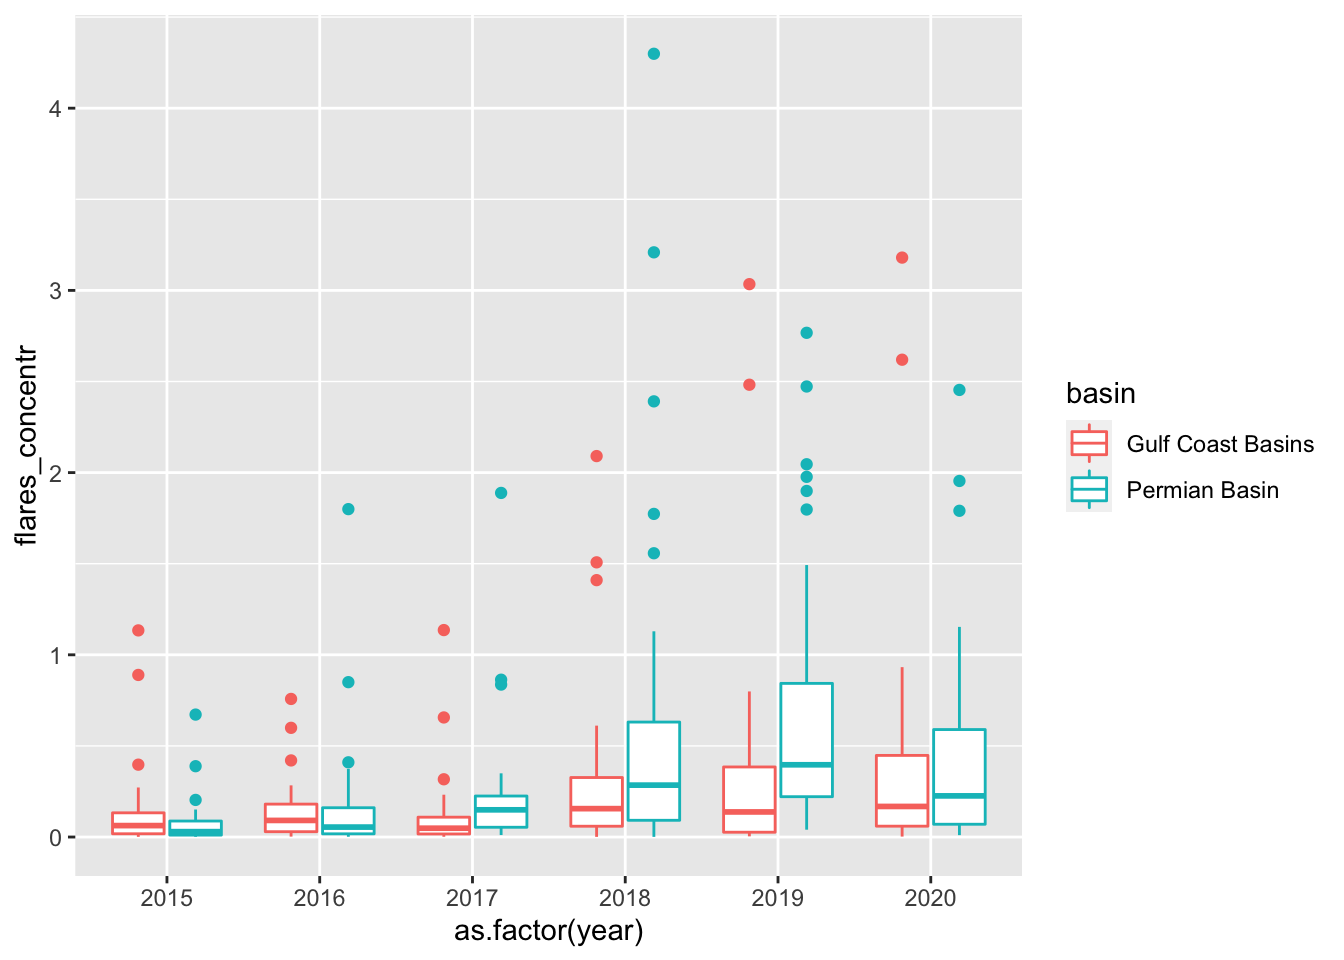 4
3
2
1
0
flares_concentr
2015 2016 2017 2018 2019 2020
as.factor(year)
basin
Gulf Coast Basins
Permian Basin